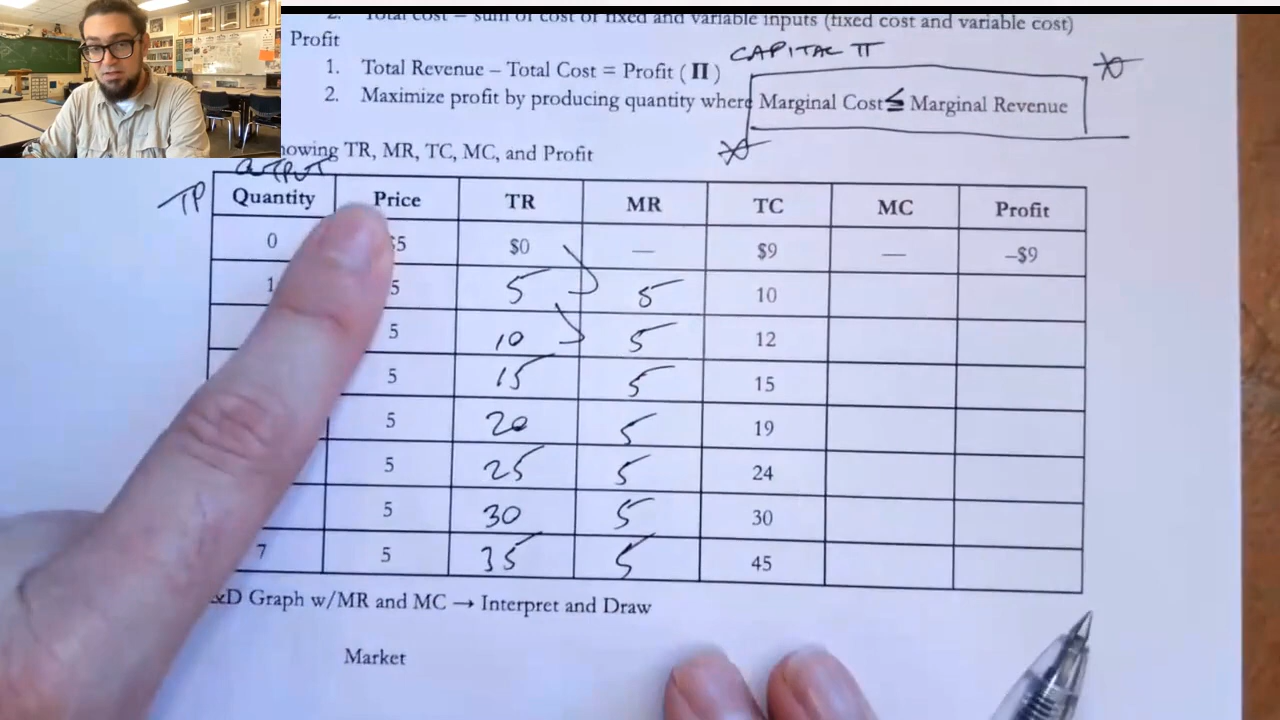 2. Total cost = sum of cost of fixed and variable inputs (fixed cost and variable cost)
Profit
CAPITAL π
1. Total Revenue – Total Cost = Profit ( Π )
2. Maximize profit by producing quantity where Marginal Cost ≤ Marginal Revenue
howing TR, MR, TC, MC, and Profit
OUTPUT
TP Quantity Price TR MR TC MC Profit
0 $5 $0 — $9 — –$9
1 5 5 5 10
5 10 5 12
5 15 5 15
5 20 5 19
5 25 5 24
5 30 5 30
7 5 35 5 45
&D Graph w/MR and MC → Interpret and Draw
Market